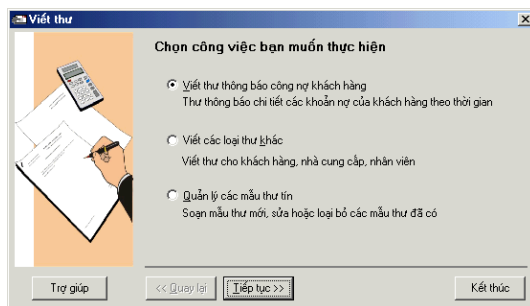 Viết thư
Chọn công việc bạn muốn thực hiện
Viết thư thông báo công nợ khách hàng
Thư thông báo chi tiết các khoản nợ của khách hàng theo thời gian
Viết các loại thư khác
Viết thư cho khách hàng, nhà cung cấp, nhân viên
Quản lý các mẫu thư tín
Soạn mẫu thư mới, sửa hoặc loại bỏ các mẫu thư đã có
Trợ giúp
<< Quay lại
Tiếp tục >>
Kết thúc